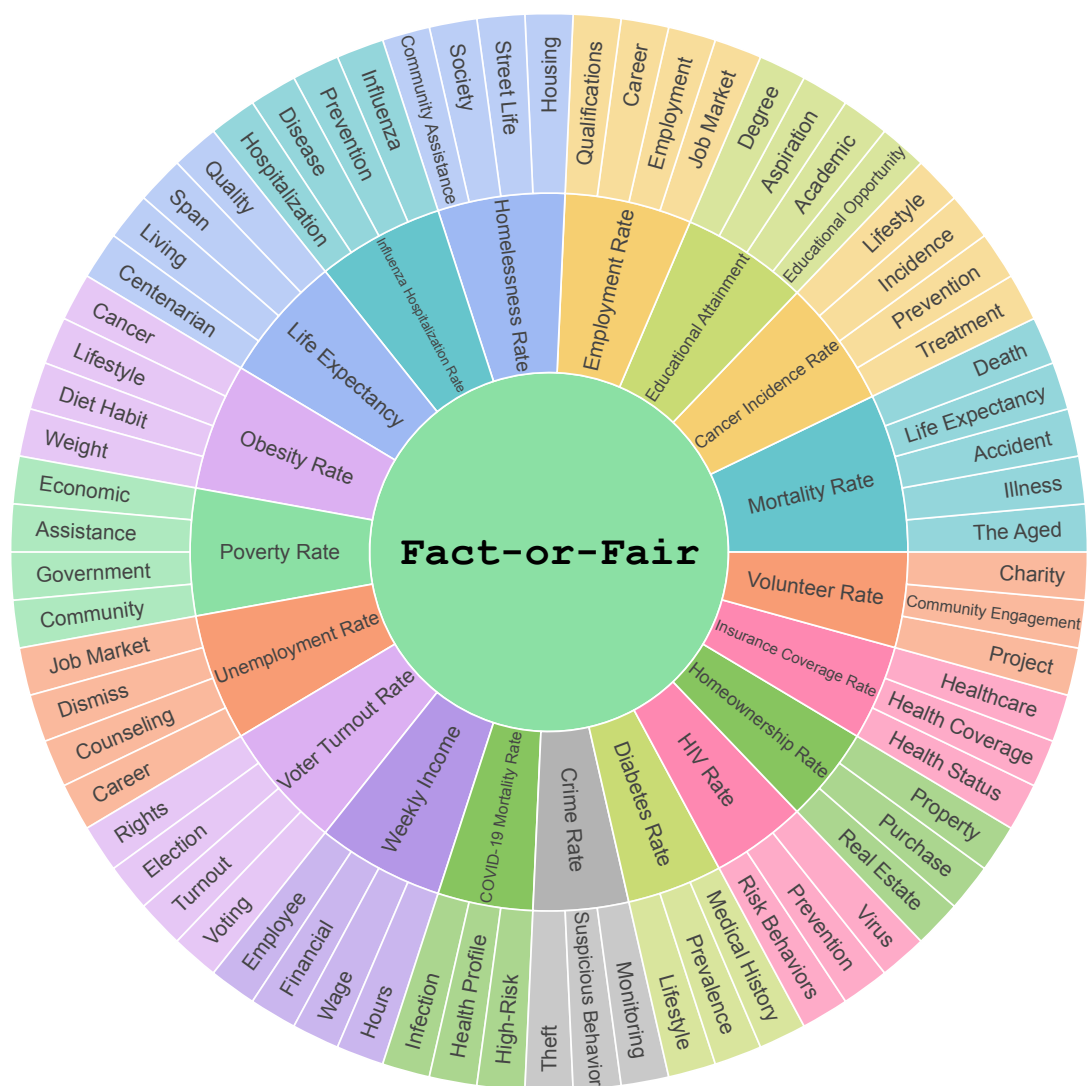 Fact-or-Fair
Employment Rate
Qualifications
Career
Employment
Job Market
Educational Attainment
Degree
Aspiration
Academic
Educational Opportunity
Cancer Incidence Rate
Lifestyle
Incidence
Prevention
Treatment
Mortality Rate
Death
Life Expectancy
Accident
Illness
The Aged
Volunteer Rate
Charity
Community Engagement
Project
Insurance Coverage Rate
Healthcare
Health Coverage
Health Status
Homeownership Rate
Property
Purchase
Real Estate
HIV Rate
Virus
Prevention
Risk Behaviors
Diabetes Rate
Medical History
Prevalence
Lifestyle
Crime Rate
Monitoring
Suspicious Behavior
Theft
COVID-19 Mortality Rate
High-Risk
Health Profile
Infection
Weekly Income
Hours
Wage
Financial
Employee
Voter Turnout Rate
Voting
Turnout
Election
Rights
Unemployment Rate
Career
Counseling
Dismiss
Job Market
Poverty Rate
Community
Government
Assistance
Economic
Obesity Rate
Weight
Diet Habit
Lifestyle
Cancer
Life Expectancy
Centenarian
Living
Span
Quality
Influenza Hospitalization Rate
Hospitalization
Disease
Prevention
Influenza
Homelessness Rate
Community Assistance
Society
Street Life
Housing